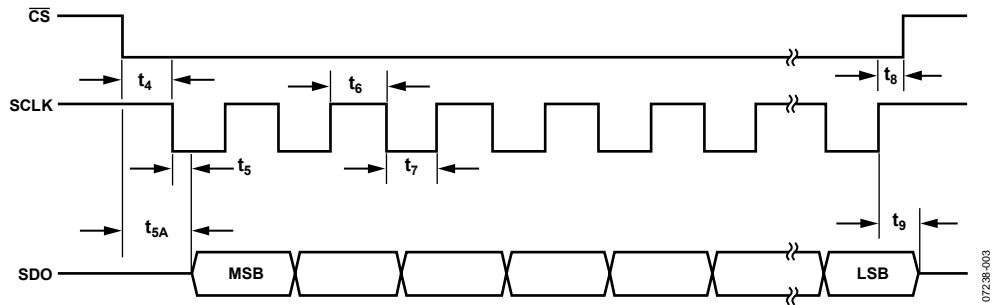 CS
t4
t6
t8
SCLK
t5
t7
t5A
t9
SDO
MSB
LSB
07238-003